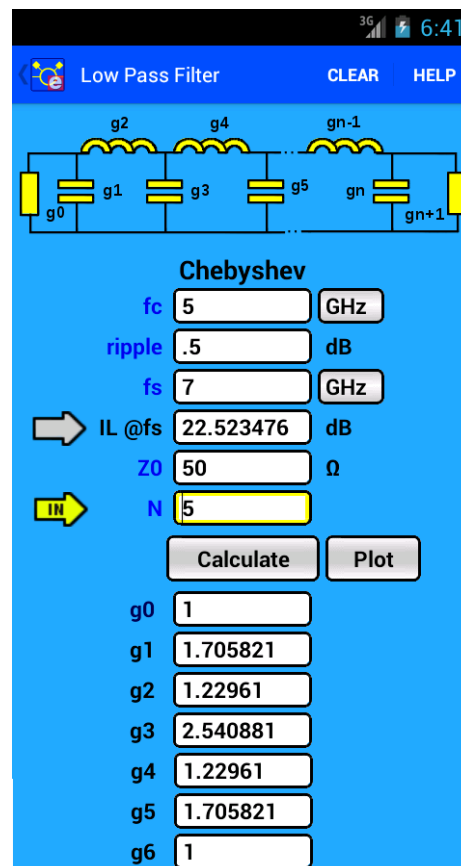 3G 6:41
Low Pass Filter CLEAR HELP
g2 g4 gn-1
g0 g1 g3 g5 gn gn+1
Chebyshev
fc 5 GHz
ripple .5 dB
fs 7 GHz
IL @fs 22.523476 dB
Z0 50 Ω
IN N 5
Calculate Plot
g0 1
g1 1.705821
g2 1.22961
g3 2.540881
g4 1.22961
g5 1.705821
g6 1